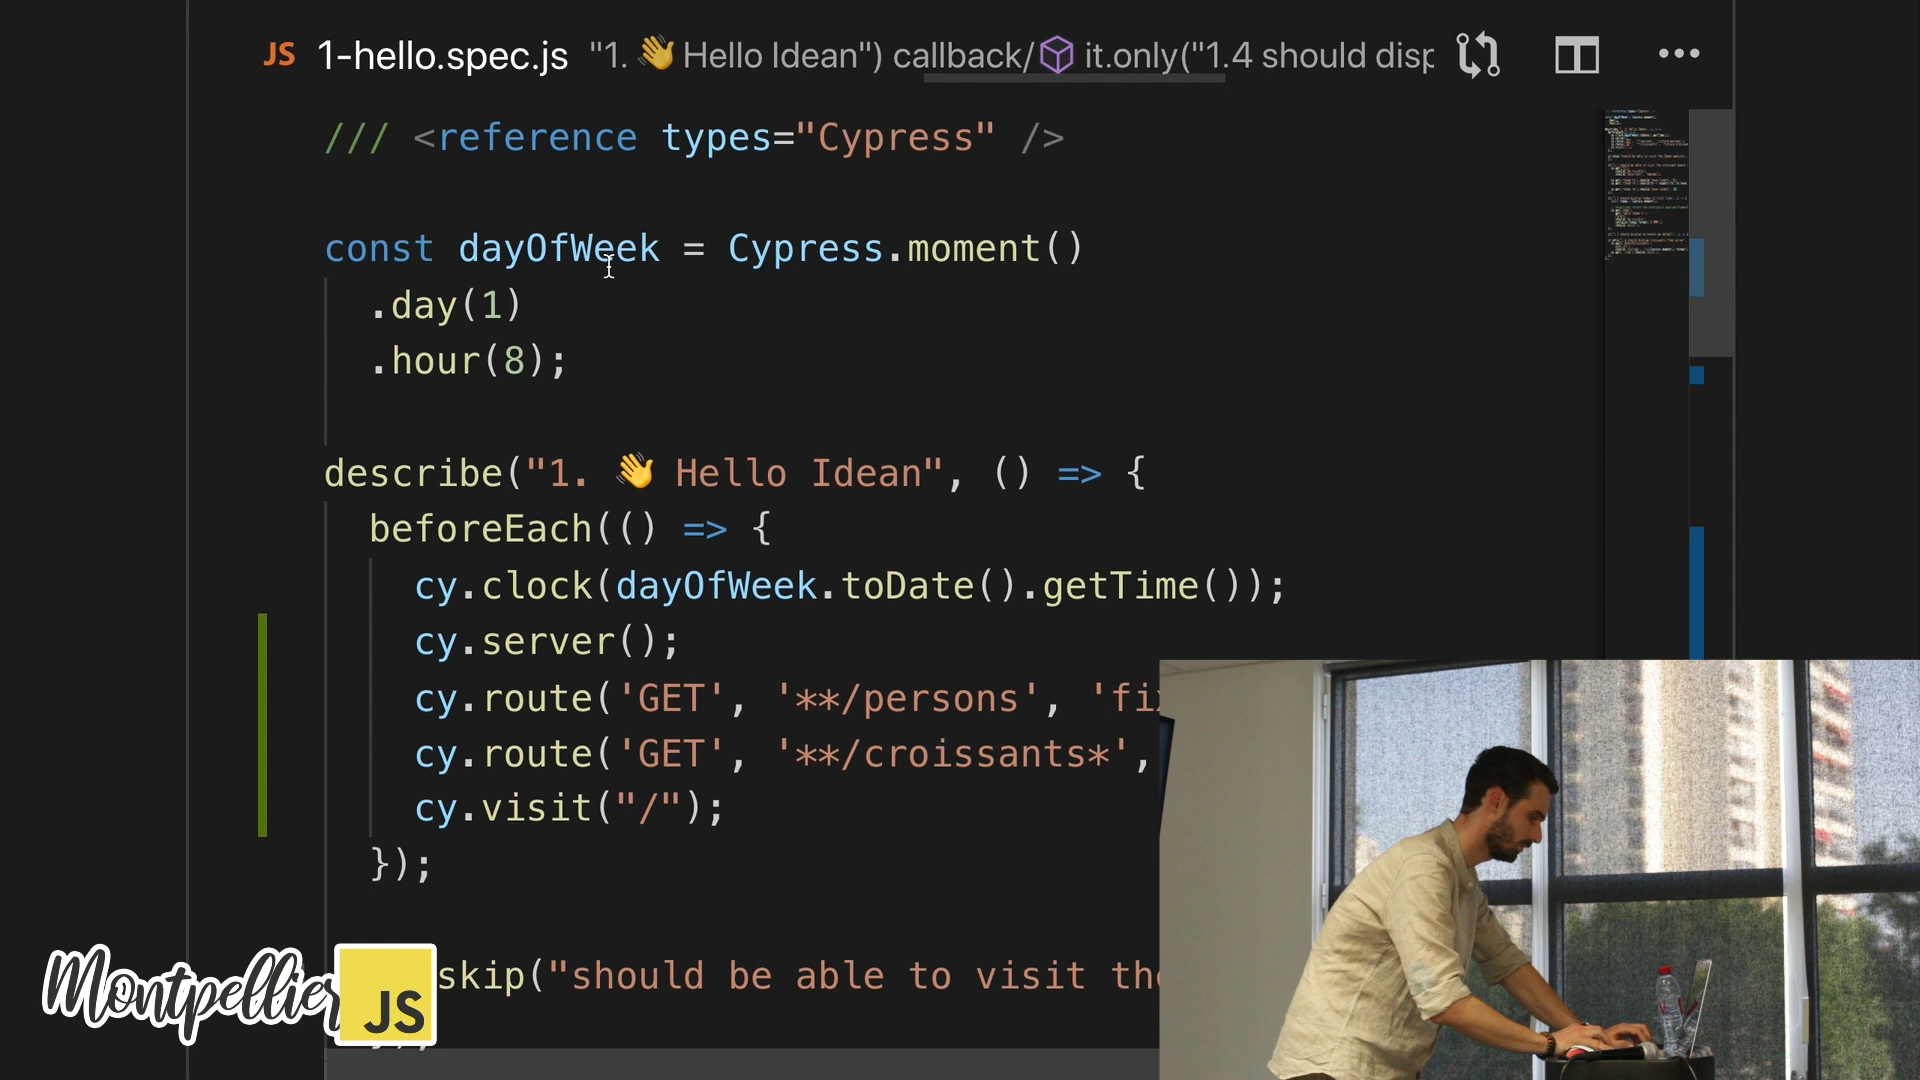 JS 1-hello.spec.js "1. 👋 Hello Idean") callback/ it.only("1.4 should disp
/// <reference types="Cypress" />
const dayOfWeek = Cypress.moment()
.day(1)
.hour(8);
describe("1. 👋 Hello Idean", () => {
beforeEach(() => {
cy.clock(dayOfWeek.toDate().getTime());
cy.server();
cy.route('GET', '**/persons', 'fix
cy.route('GET', '**/croissants*',
cy.visit("/");
});
skip("should be able to visit the
Montpellier JS